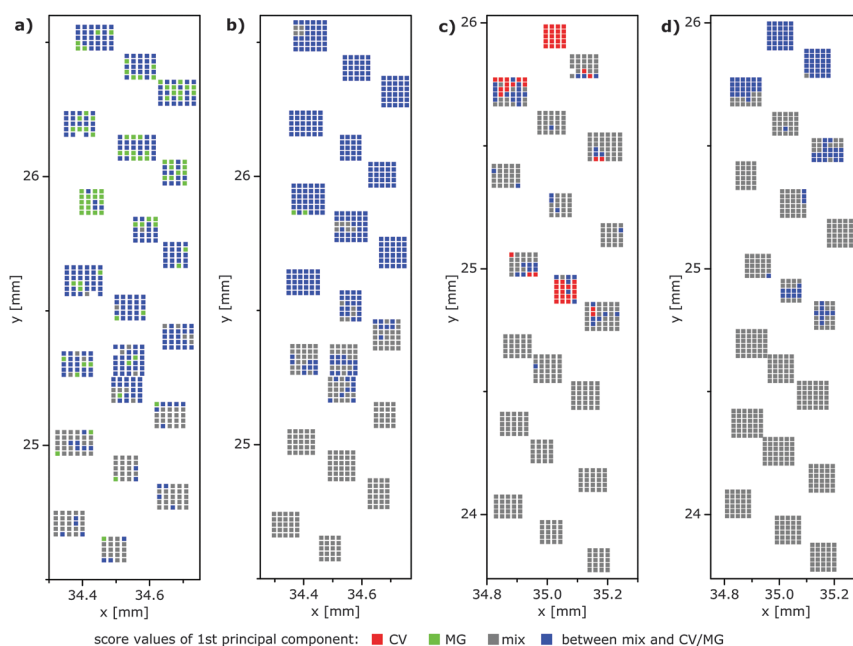 a)
b)
c)
d)
y [mm]
26
25
34.4
34.6
x [mm]
y [mm]
26
25
34.4
34.6
x [mm]
y [mm]
26
25
24
34.8
35.0
35.2
x [mm]
y [mm]
26
25
24
34.8
35.0
35.2
x [mm]
score values of 1st principal component: CV MG mix between mix and CV/MG